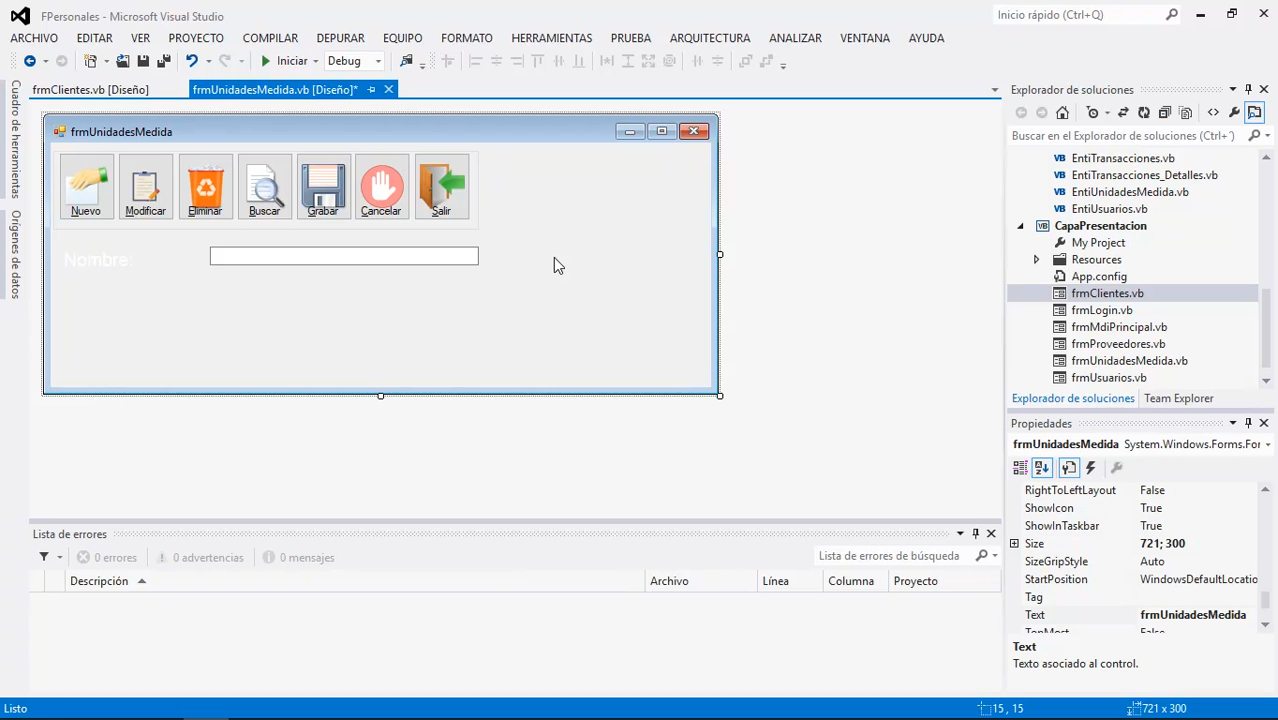 FPersonales - Microsoft Visual Studio
Inicio rápido (Ctrl+Q)
ARCHIVO EDITAR VER PROYECTO COMPILAR DEPURAR EQUIPO FORMATO HERRAMIENTAS PRUEBA ARQUITECTURA ANALIZAR VENTANA AYUDA
Iniciar Debug
frmClientes.vb [Diseño] frmUnidadesMedida.vb [Diseño]*
Cuadro de herramientas
Orígenes de datos
frmUnidadesMedida
Nuevo Modificar Eliminar Buscar Grabar Cancelar Salir
Nombre:
Explorador de soluciones
Buscar en el Explorador de soluciones (Ctrl+
VB EntiTransacciones.vb
VB EntiTransacciones_Detalles.vb
VB EntiUnidadesMedida.vb
VB EntiUsuarios.vb
VB CapaPresentacion
My Project
Resources
App.config
frmClientes.vb
frmLogin.vb
frmMdiPrincipal.vb
frmProveedores.vb
frmUnidadesMedida.vb
frmUsuarios.vb
Explorador de soluciones Team Explorer
Propiedades
frmUnidadesMedida System.Windows.Forms.For
RightToLeftLayout False
ShowIcon True
ShowInTaskbar True
Size 721; 300
SizeGripStyle Auto
StartPosition WindowsDefaultLocatio
Tag
Text frmUnidadesMedida
TopMost False
Text
Texto asociado al control.
Lista de errores
0 errores 0 advertencias 0 mensajes
Lista de errores de búsqueda
Descripción Archivo Línea Columna Proyecto
Listo
15 , 15
721 x 300